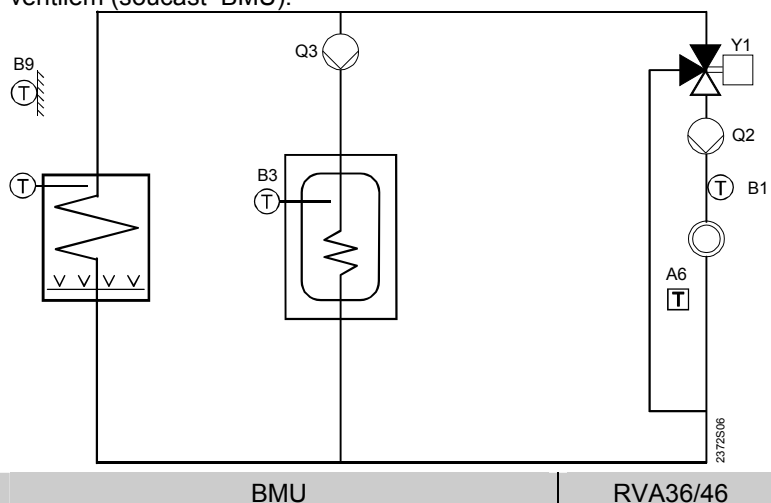 ventilem (součást BMU).
Q3
Y1
B9
T
Q2
T
B3
T
T
B1
A6
T
2372S06
BMU RVA36/46